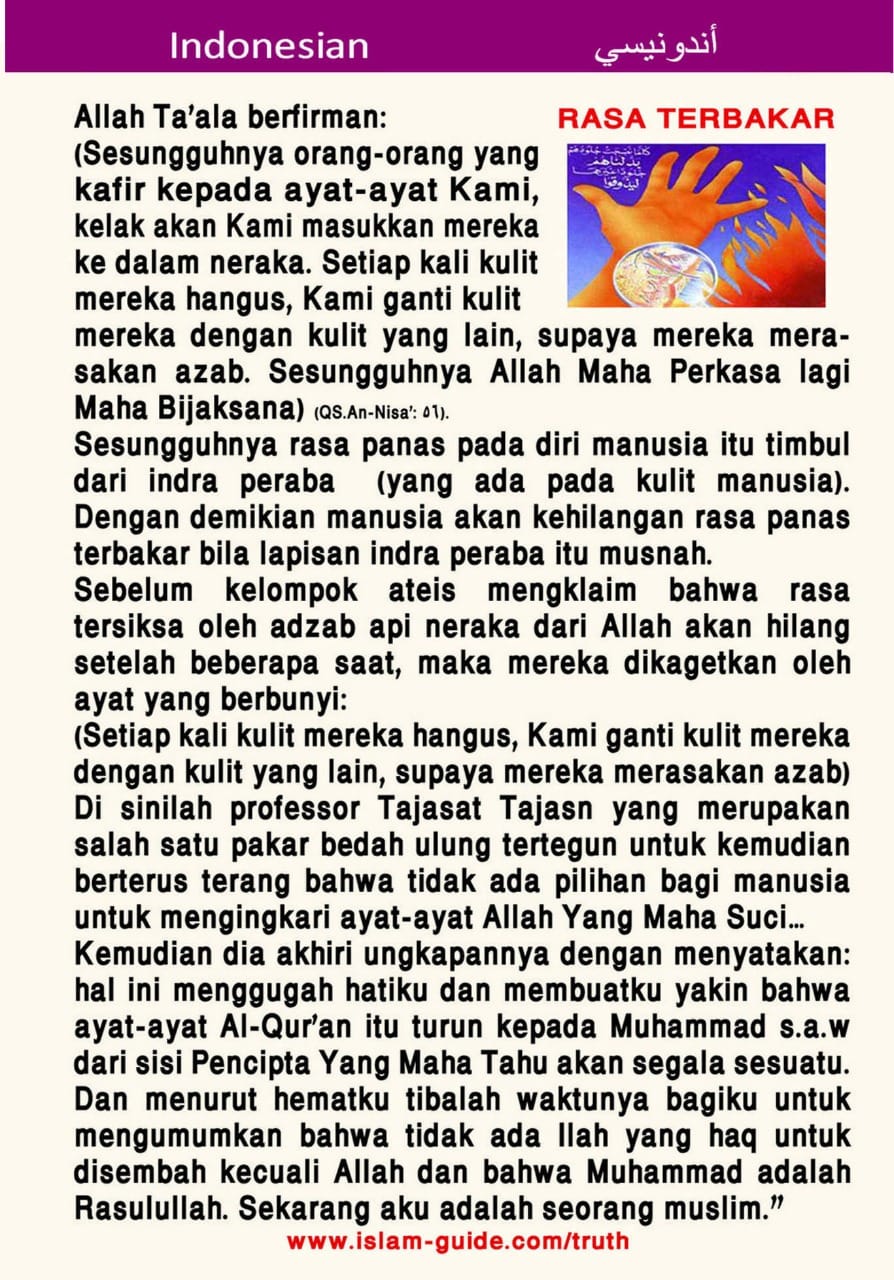 Indonesian أندونيسي
Allah Ta’ala berfirman:
RASA TERBAKAR
(Sesungguhnya orang-orang yang
kafir kepada ayat-ayat Kami,
kelak akan Kami masukkan mereka
ke dalam neraka. Setiap kali kulit
mereka hangus, Kami ganti kulit
كلما نضجت جلودهم
بدلناهم
جلودا غيرها
ليذوقوا
mereka dengan kulit yang lain, supaya mereka mera-
sakan azab. Sesungguhnya Allah Maha Perkasa lagi
Maha Bijaksana) (QS.An-Nisa’: ٥٦).
Sesungguhnya rasa panas pada diri manusia itu timbul
dari indra peraba (yang ada pada kulit manusia).
Dengan demikian manusia akan kehilangan rasa panas
terbakar bila lapisan indra peraba itu musnah.
Sebelum kelompok ateis mengklaim bahwa rasa
tersiksa oleh adzab api neraka dari Allah akan hilang
setelah beberapa saat, maka mereka dikagetkan oleh
ayat yang berbunyi:
(Setiap kali kulit mereka hangus, Kami ganti kulit mereka
dengan kulit yang lain, supaya mereka merasakan azab)
Di sinilah professor Tajasat Tajasn yang merupakan
salah satu pakar bedah ulung tertegun untuk kemudian
berterus terang bahwa tidak ada pilihan bagi manusia
untuk mengingkari ayat-ayat Allah Yang Maha Suci...
Kemudian dia akhiri ungkapannya dengan menyatakan:
hal ini menggugah hatiku dan membuatku yakin bahwa
ayat-ayat Al-Qur’an itu turun kepada Muhammad s.a.w
dari sisi Pencipta Yang Maha Tahu akan segala sesuatu.
Dan menurut hematku tibalah waktunya bagiku untuk
mengumumkan bahwa tidak ada Ilah yang haq untuk
disembah kecuali Allah dan bahwa Muhammad adalah
Rasulullah. Sekarang aku adalah seorang muslim.”
www.islam-guide.com/truth